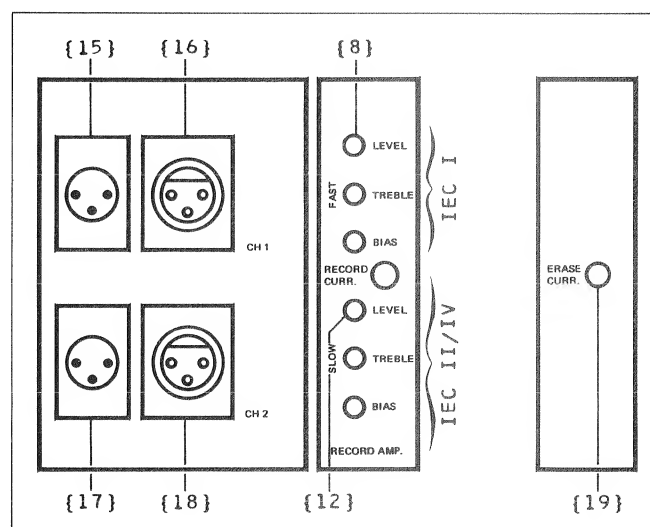 {15} {16} {8}
LEVEL
FAST
TREBLE
IEC I
BIAS
CH 1
RECORD
CURR.
ERASE
CURR.
LEVEL
SLOW
TREBLE
IEC II/IV
BIAS
CH 2
RECORD AMP.
{17} {18} {12} {19}